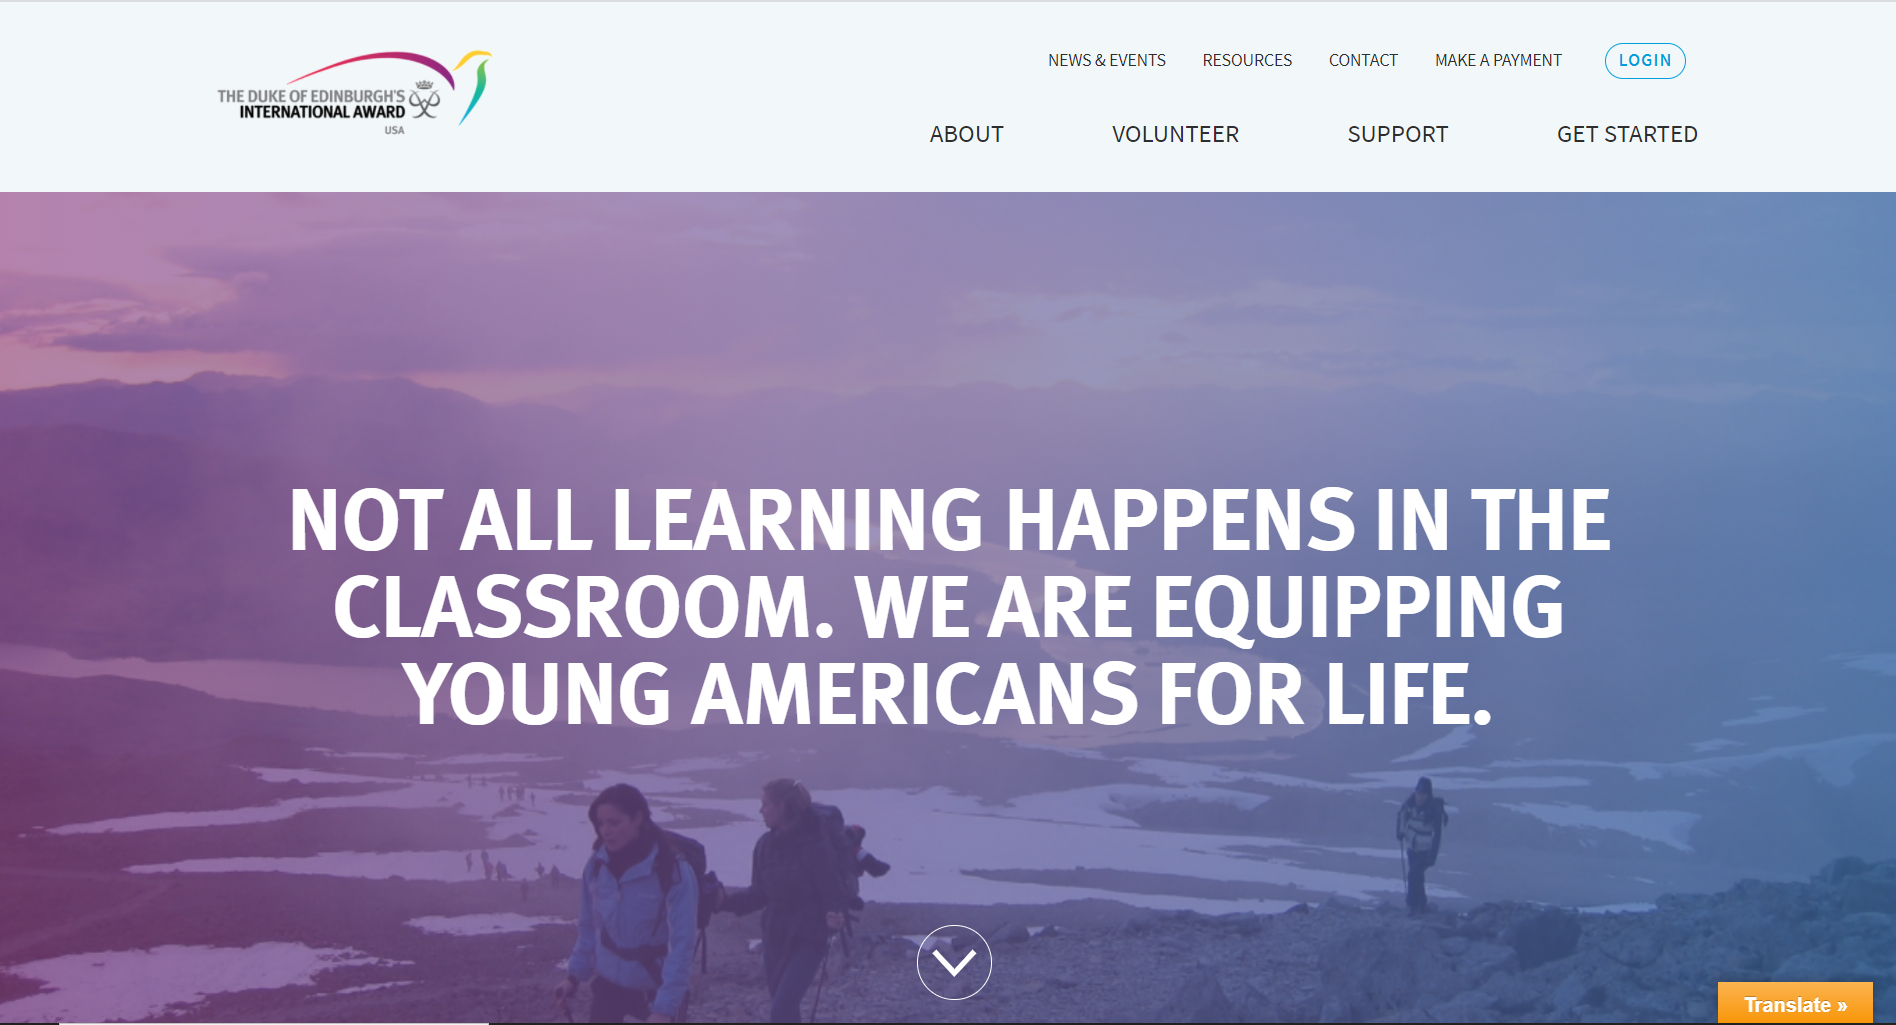 THE DUKE OF EDINBURGH'S
INTERNATIONAL AWARD
USA
NEWS & EVENTS RESOURCES CONTACT MAKE A PAYMENT LOGIN
ABOUT VOLUNTEER SUPPORT GET STARTED
NOT ALL LEARNING HAPPENS IN THE
CLASSROOM. WE ARE EQUIPPING
YOUNG AMERICANS FOR LIFE.
Translate »